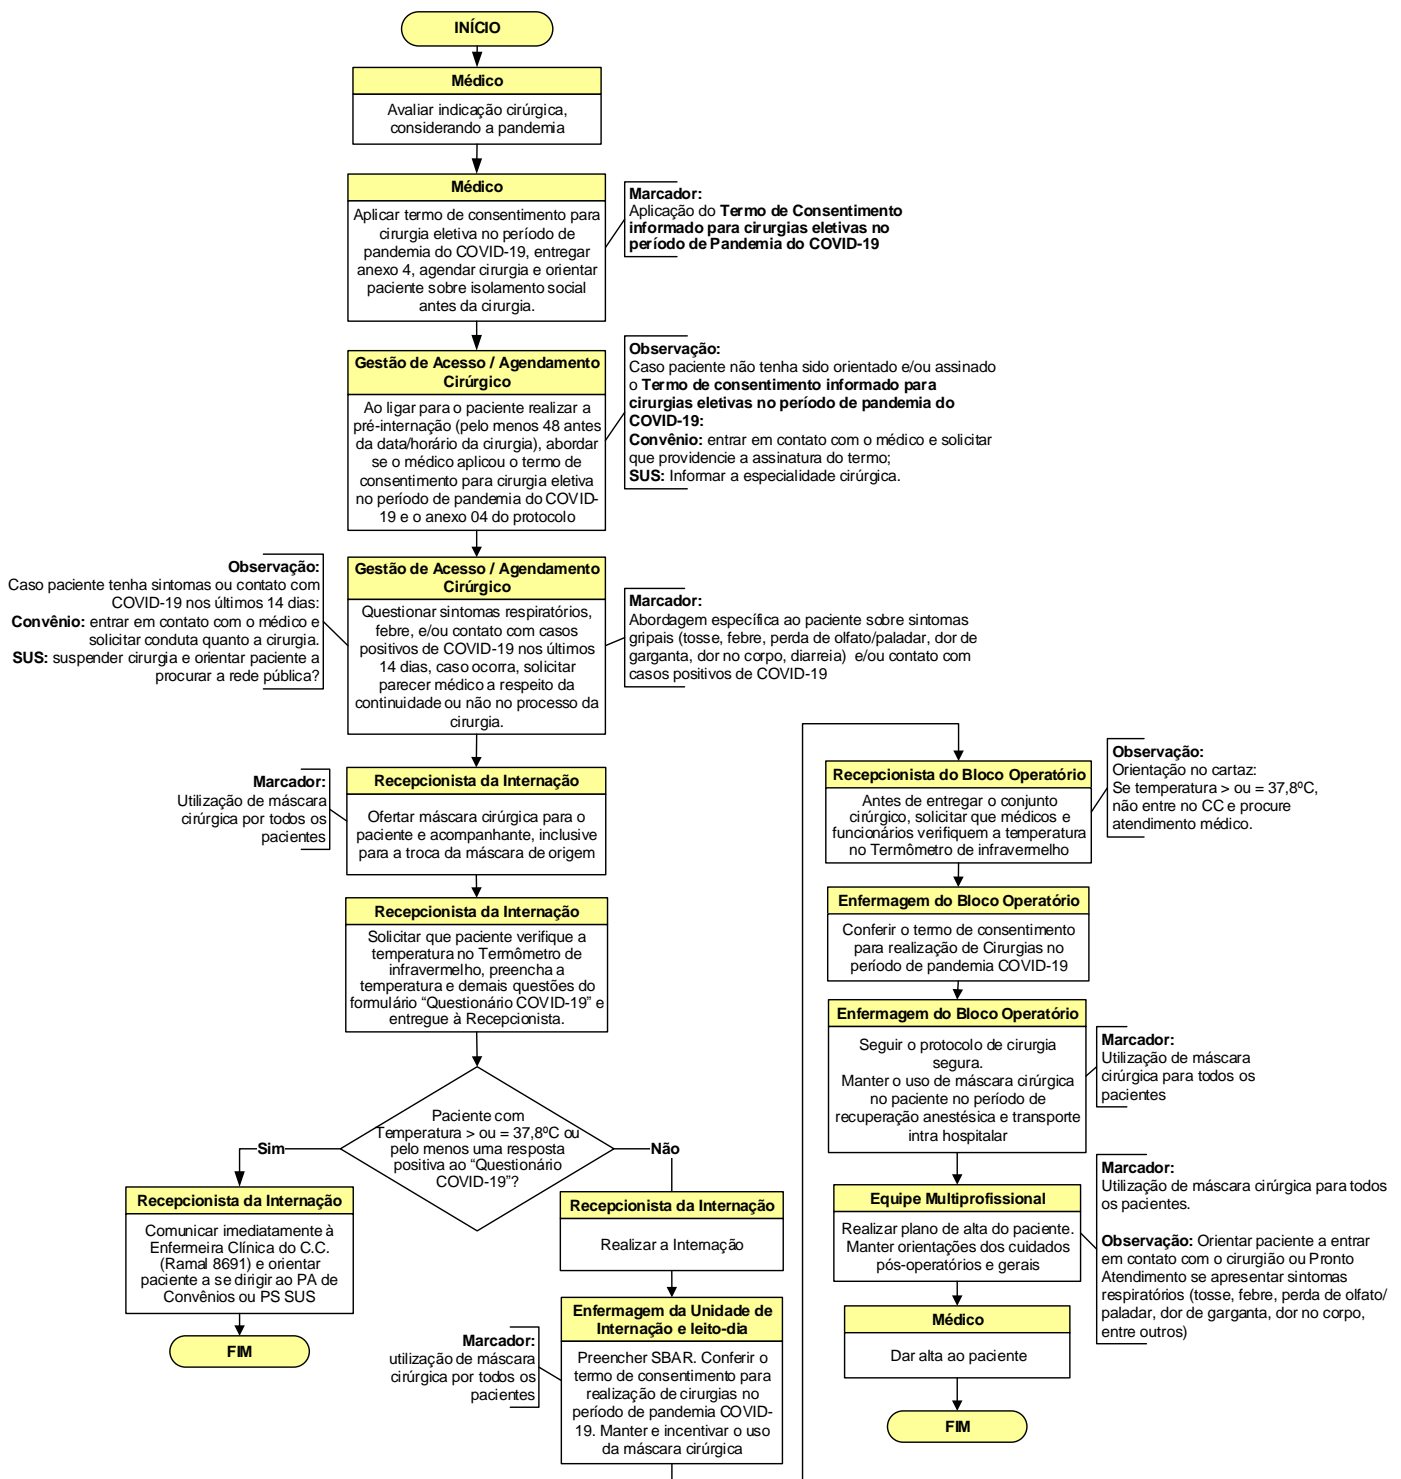 INÍCIO
Médico
Avaliar indicação cirúrgica,
considerando a pandemia
Médico
Aplicar termo de consentimento para
cirurgia eletiva no período de
pandemia do COVID-19, entregar
anexo 4, agendar cirurgia e orientar
paciente sobre isolamento social
antes da cirurgia.
Marcador:
Aplicação do Termo de Consentimento
informado para cirurgias eletivas no
período de Pandemia do COVID-19
Gestão de Acesso / Agendamento
Cirúrgico
Ao ligar para o paciente realizar a
pré-internação (pelo menos 48 antes
da data/horário da cirurgia), abordar
se o médico aplicou o termo de
consentimento para cirurgia eletiva
no período de pandemia do COVID-
19 e o anexo 04 do protocolo
Observação:
Caso paciente não tenha sido orientado e/ou assinado
o Termo de consentimento informado para
cirurgias eletivas no período de pandemia do
COVID-19:
Convênio: entrar em contato com o médico e solicitar
que providencie a assinatura do termo;
SUS: Informar a especialidade cirúrgica.
Gestão de Acesso / Agendamento
Cirúrgico
Questionar sintomas respiratórios,
febre, e/ou contato com casos
positivos de COVID-19 nos últimos
14 dias, caso ocorra, solicitar
parecer médico a respeito da
continuidade ou não no processo da
cirurgia.
Observação:
Caso paciente tenha sintomas ou contato com
COVID-19 nos últimos 14 dias:
Convênio: entrar em contato com o médico e
solicitar conduta quanto a cirurgia.
SUS: suspender cirurgia e orientar paciente a
procurar a rede pública?
Marcador:
Abordagem específica ao paciente sobre sintomas
gripais (tosse, febre, perda de olfato/paladar, dor de
garganta, dor no corpo, diarreia) e/ou contato com
casos positivos de COVID-19
Recepcionista da Internação
Ofertar máscara cirúrgica para o
paciente e acompanhante, inclusive
para a troca da máscara de origem
Marcador:
Utilização de máscara
cirúrgica por todos os
pacientes
Recepcionista da Internação
Solicitar que paciente verifique a
temperatura no Termômetro de
infravermelho, preencha a
temperatura e demais questões do
formulário “Questionário COVID-19” e
entregue à Recepcionista.
Paciente com
Temperatura > ou = 37,8ºC ou
pelo menos uma resposta
positiva ao “Questionário
COVID-19”?
Sim
Não
Recepcionista da Internação
Comunicar imediatamente à
Enfermeira Clínica do C.C.
(Ramal 8691) e orientar
paciente a se dirigir ao PA de
Convênios ou PS SUS
FIM
Recepcionista da Internação
Realizar a Internação
Enfermagem da Unidade de
Internação e leito-dia
Preencher SBAR. Conferir o
termo de consentimento para
realização de cirurgias no
período de pandemia COVID-
19. Manter e incentivar o uso
da máscara cirúrgica
Marcador:
utilização de máscara
cirúrgica por todos os
pacientes
Recepcionista do Bloco Operatório
Antes de entregar o conjunto
cirúrgico, solicitar que médicos e
funcionários verifiquem a temperatura
no Termômetro de infravermelho
Observação:
Orientação no cartaz:
Se temperatura > ou = 37,8ºC,
não entre no CC e procure
atendimento médico.
Enfermagem do Bloco Operatório
Conferir o termo de consentimento
para realização de Cirurgias no
período de pandemia COVID-19
Enfermagem do Bloco Operatório
Seguir o protocolo de cirurgia
segura.
Manter o uso de máscara cirúrgica
no paciente no período de
recuperação anestésica e transporte
intra hospitalar
Marcador:
Utilização de máscara
cirúrgica para todos os
pacientes
Equipe Multiprofissional
Realizar plano de alta do paciente.
Manter orientações dos cuidados
pós-operatórios e gerais
Marcador:
Utilização de máscara cirúrgica para todos
os pacientes.
Observação: Orientar paciente a entrar
em contato com o cirurgião ou Pronto
Atendimento se apresentar sintomas
respiratórios (tosse, febre, perda de olfato/
paladar, dor de garganta, dor no corpo,
entre outros)
Médico
Dar alta ao paciente
FIM